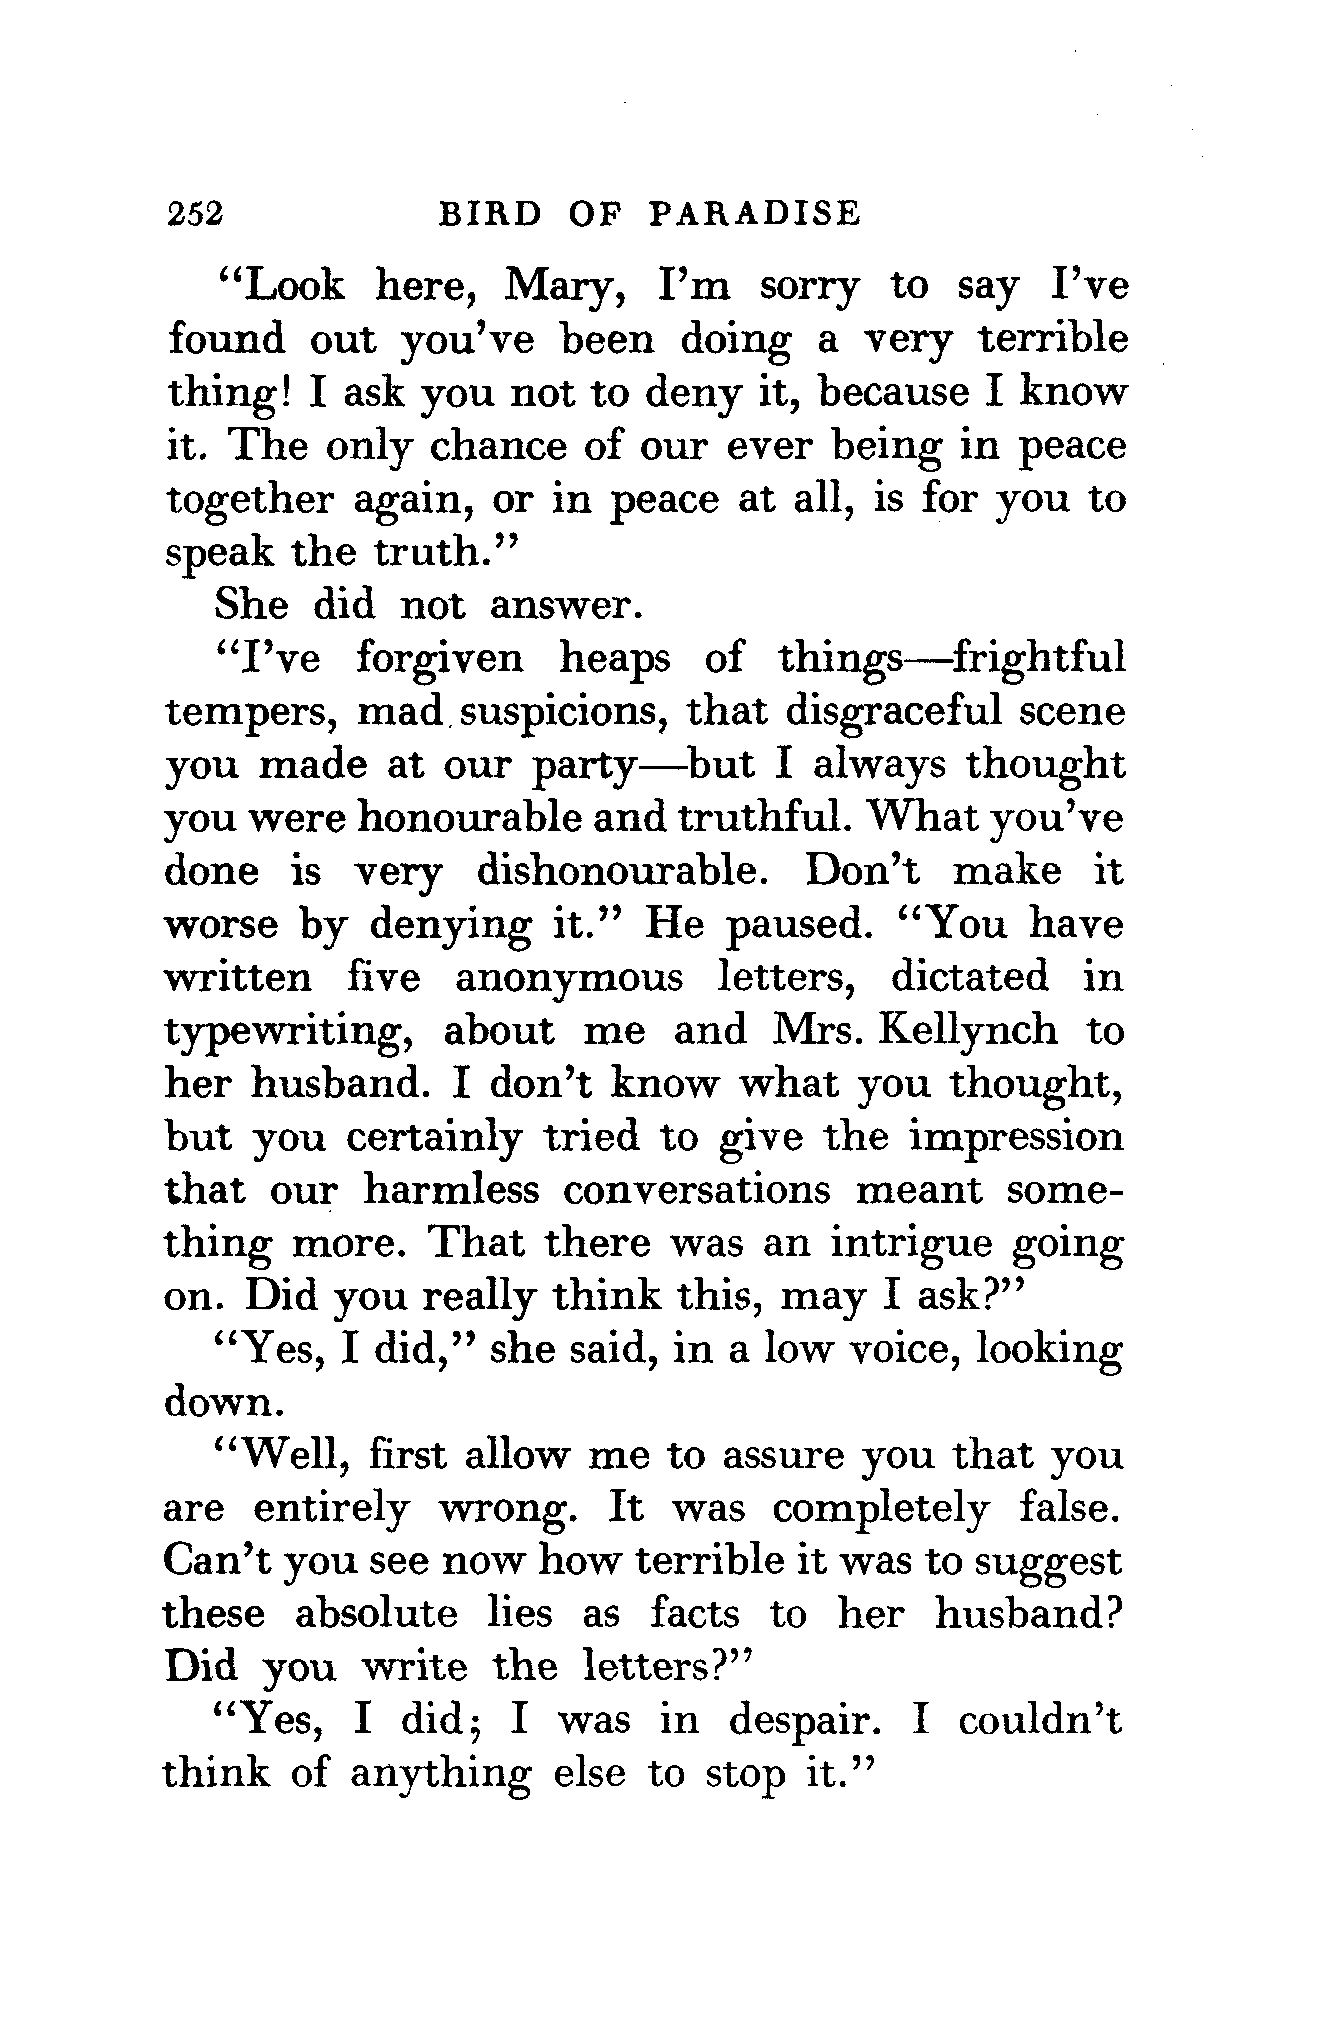 252 BIRD OF PARADISE
“Look here, Mary, I’m sorry to say I’ve
found out you’ve been doing a very terrible
thing! I ask you not to deny it, because I know
it. The only chance of our ever being in peace
together again, or in peace at all, is for you to
speak the truth.”
She did not answer.
“I’ve forgiven heaps of things—frightful
tempers, mad suspicions, that disgraceful scene
you made at our party—but I always thought
you were honourable and truthful. What you’ve
done is very dishonourable. Don’t make it
worse by denying it.” He paused. “You have
written five anonymous letters, dictated in
typewriting, about me and Mrs. Kellynch to
her husband. I don’t know what you thought,
but you certainly tried to give the impression
that our harmless conversations meant some-
thing more. That there was an intrigue going
on. Did you really think this, may I ask?”
“Yes, I did,” she said, in a low voice, looking
down.
“Well, first allow me to assure you that you
are entirely wrong. It was completely false.
Can’t you see now how terrible it was to suggest
these absolute lies as facts to her husband?
Did you write the letters?”
“Yes, I did; I was in despair. I couldn’t
think of anything else to stop it.”